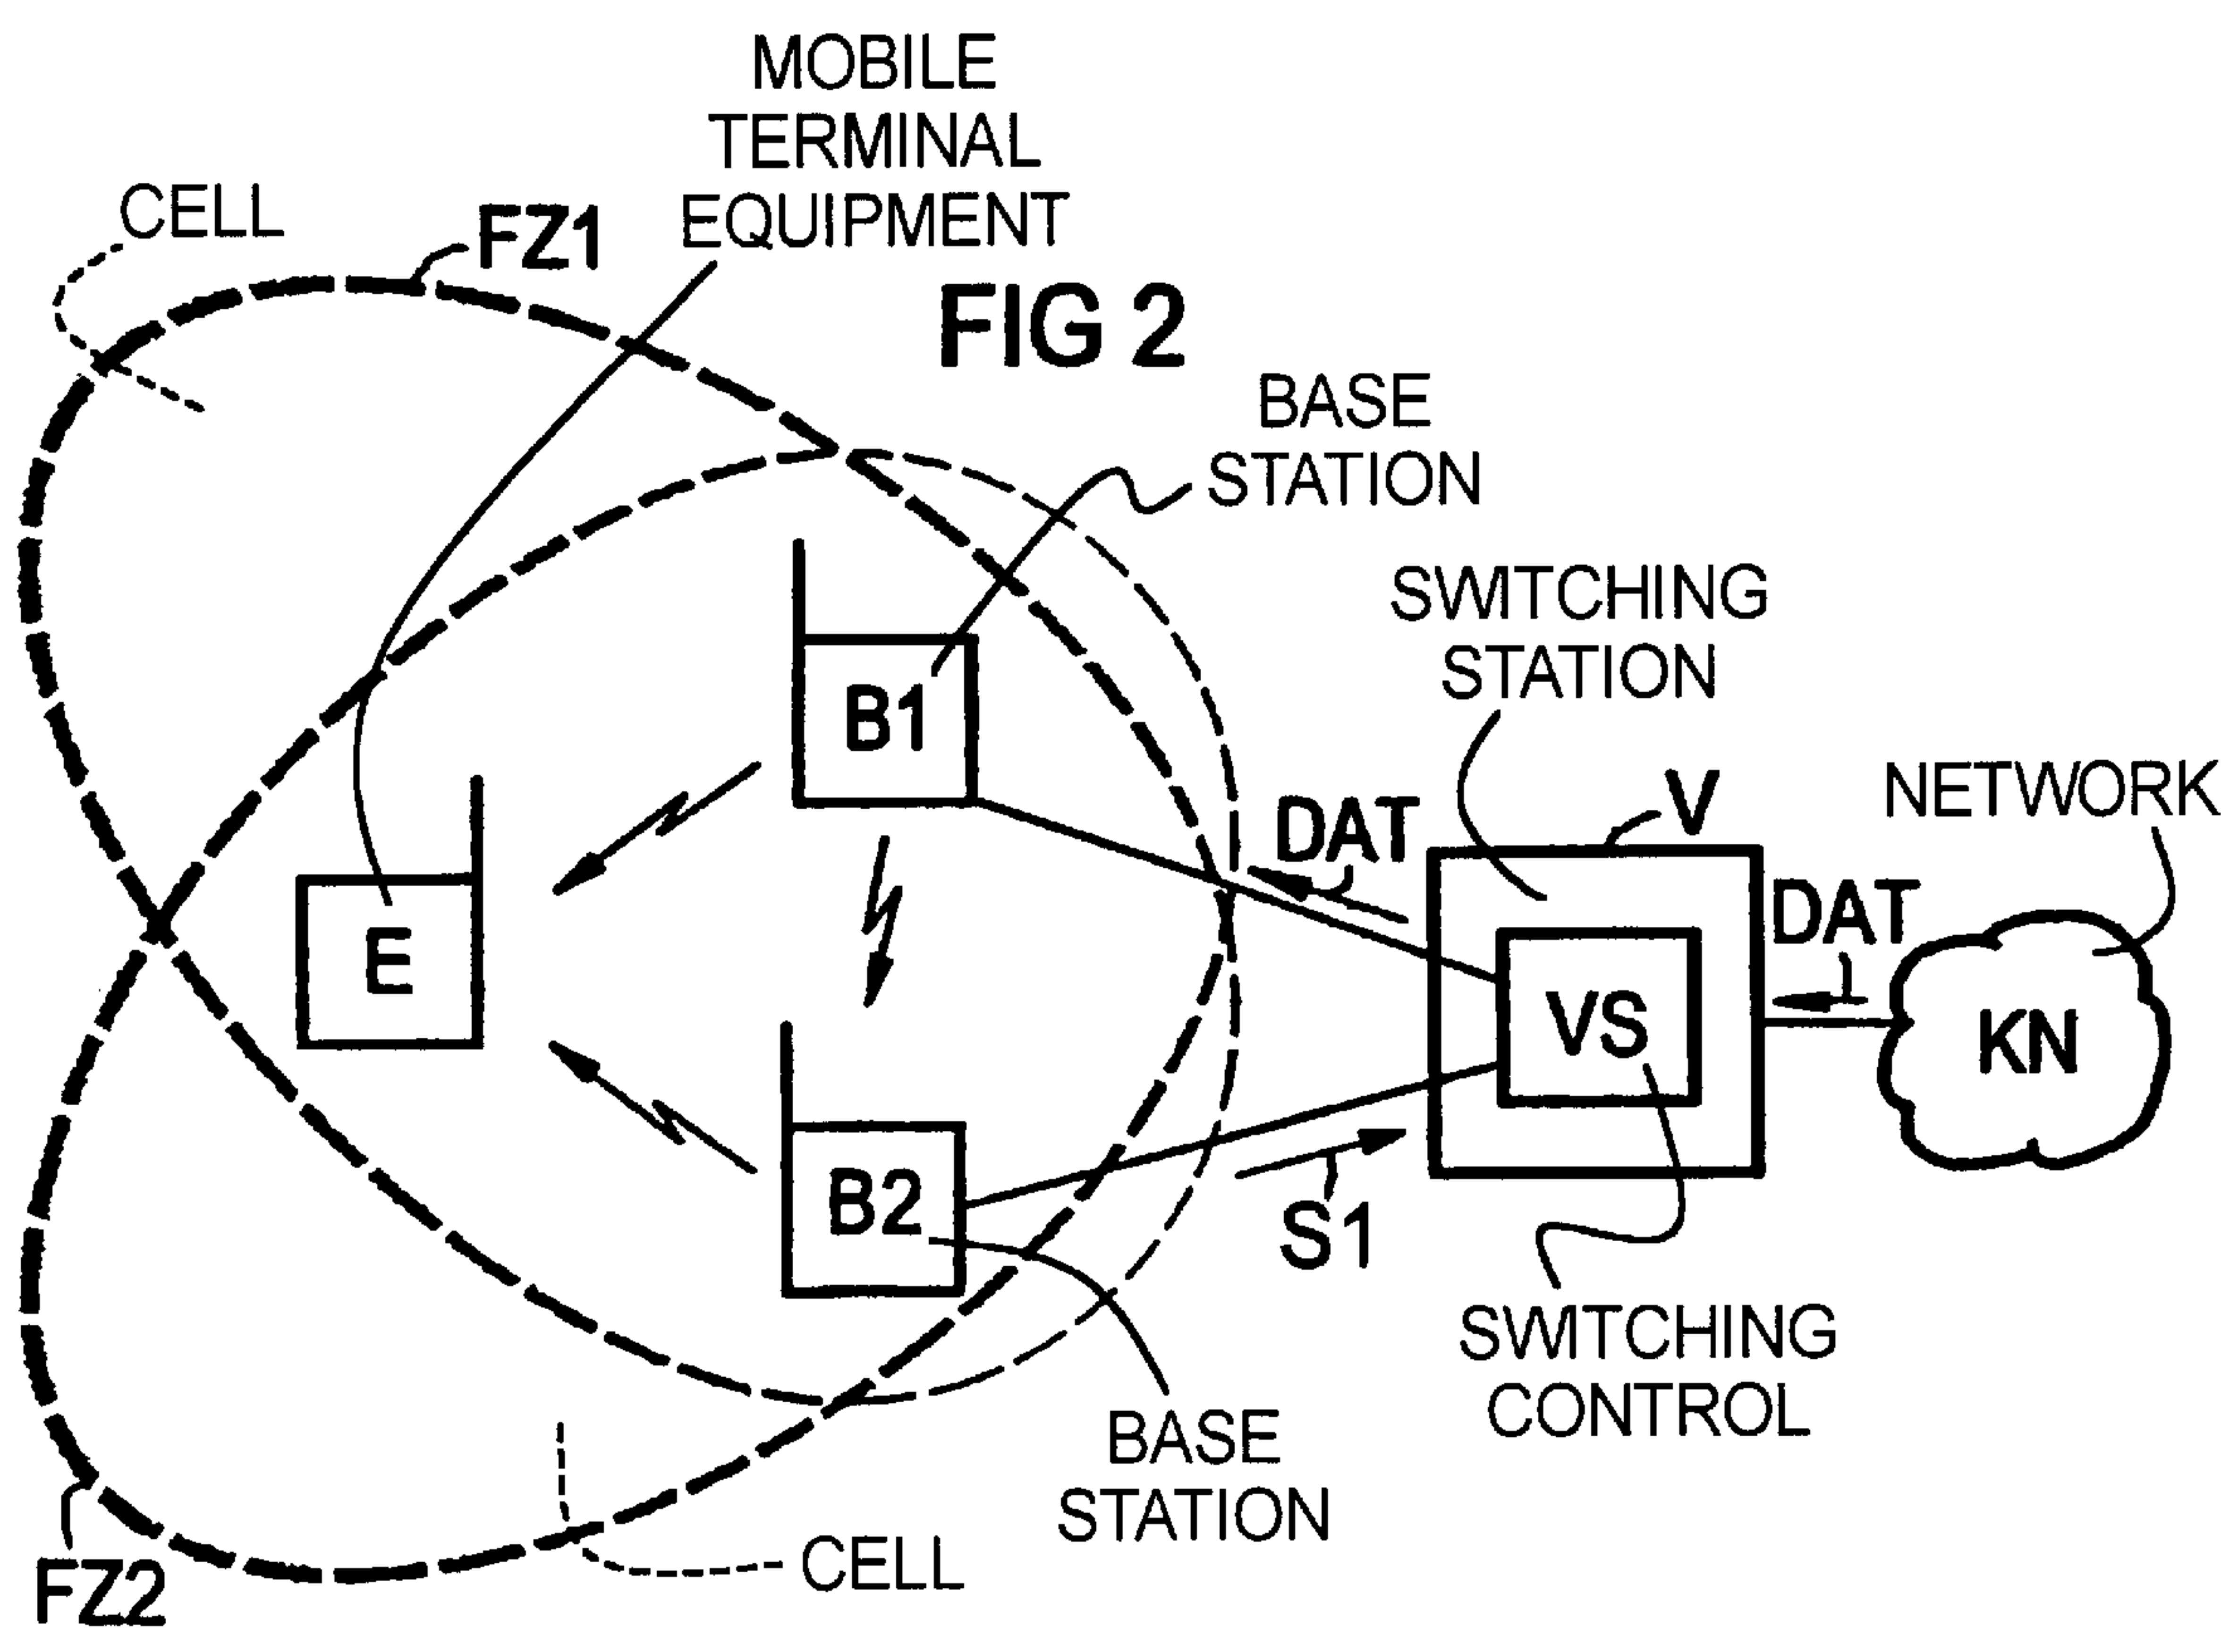 MOBILE
TERMINAL
EQUIPMENT
CELL
FZ1
FIG 2
BASE
STATION
SWITCHING
STATION
B1
V
NETWORK
DAT
DAT
E
VS
KN
B2
S1
SWITCHING
CONTROL
BASE
STATION
CELL
FZ2